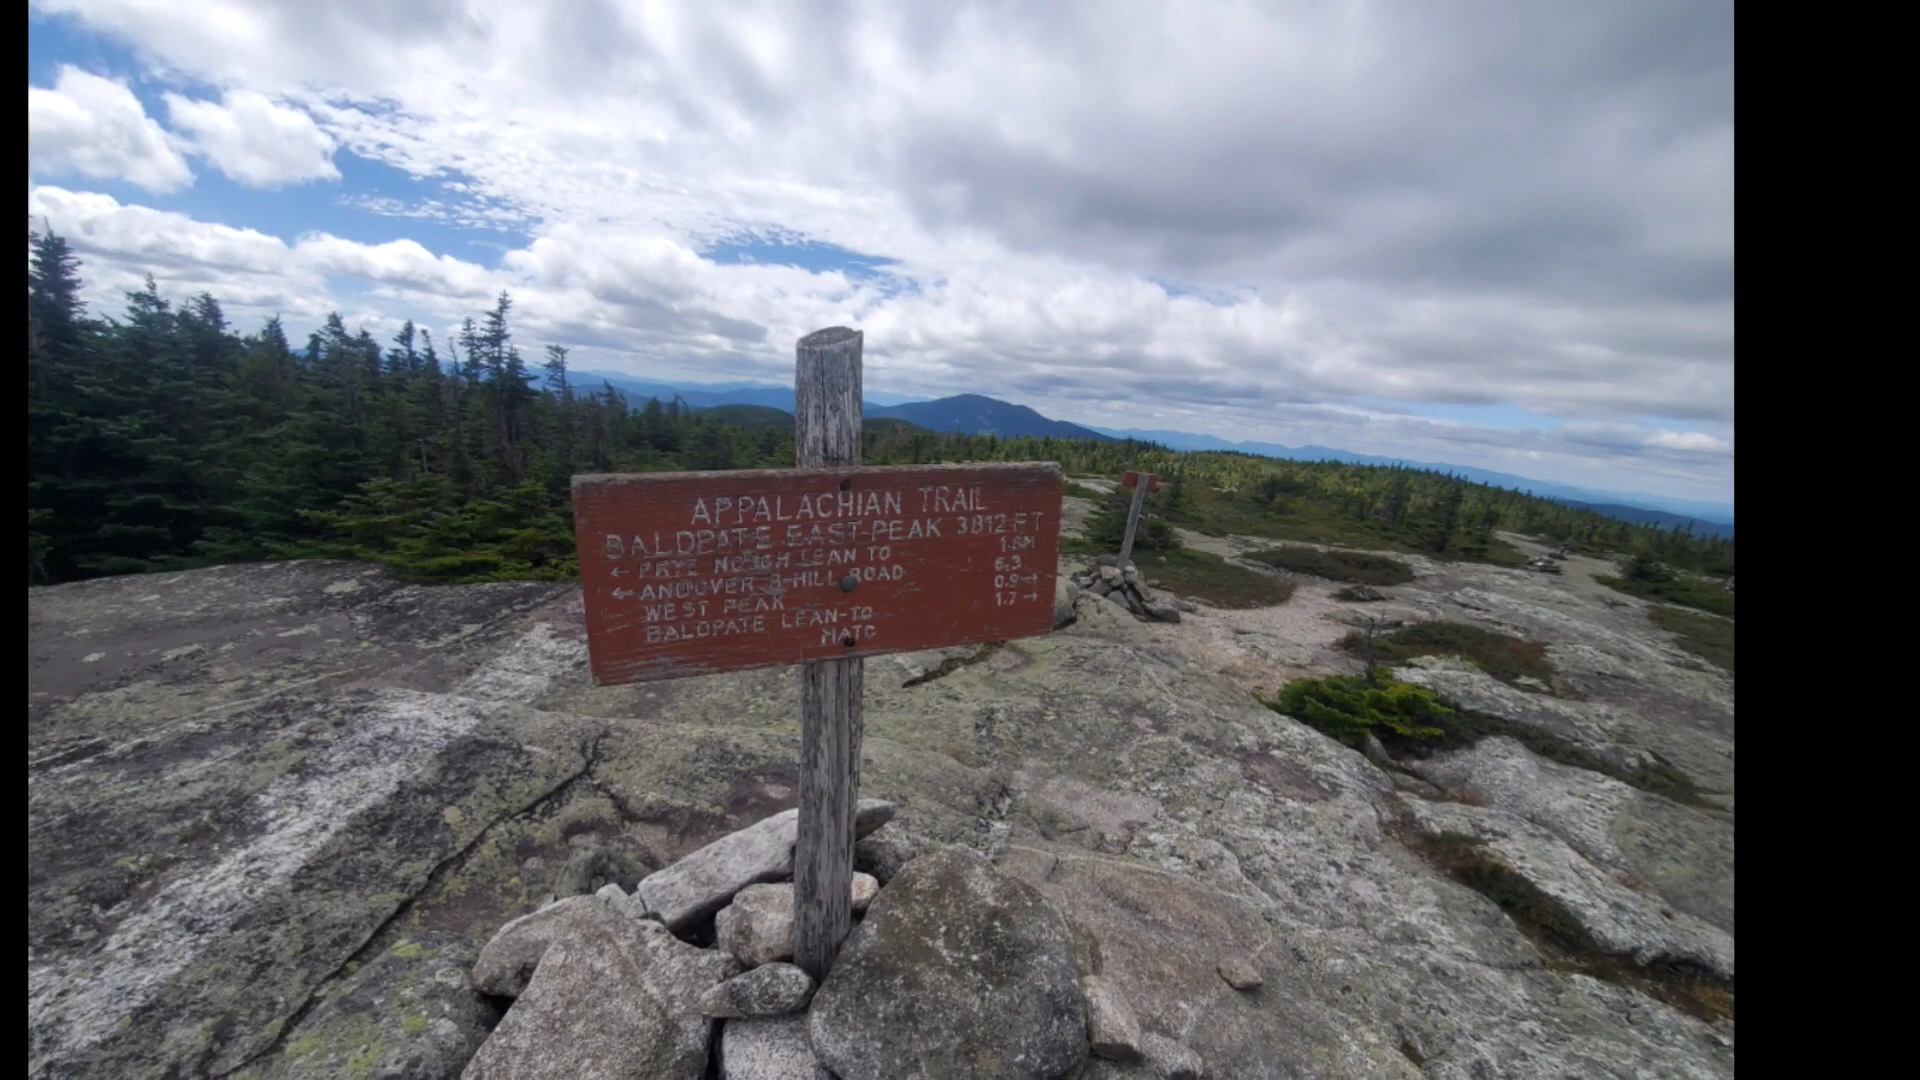 APPALACHIAN TRAIL
BALDPATE EAST PEAK 3812 FT
← FRYE NOTCH LEAN TO 1.8M
← ANDOVER B-HILL ROAD 6.3
WEST PEAK 0.9 →
BALDPATE LEAN-TO 1.7 →
MATC